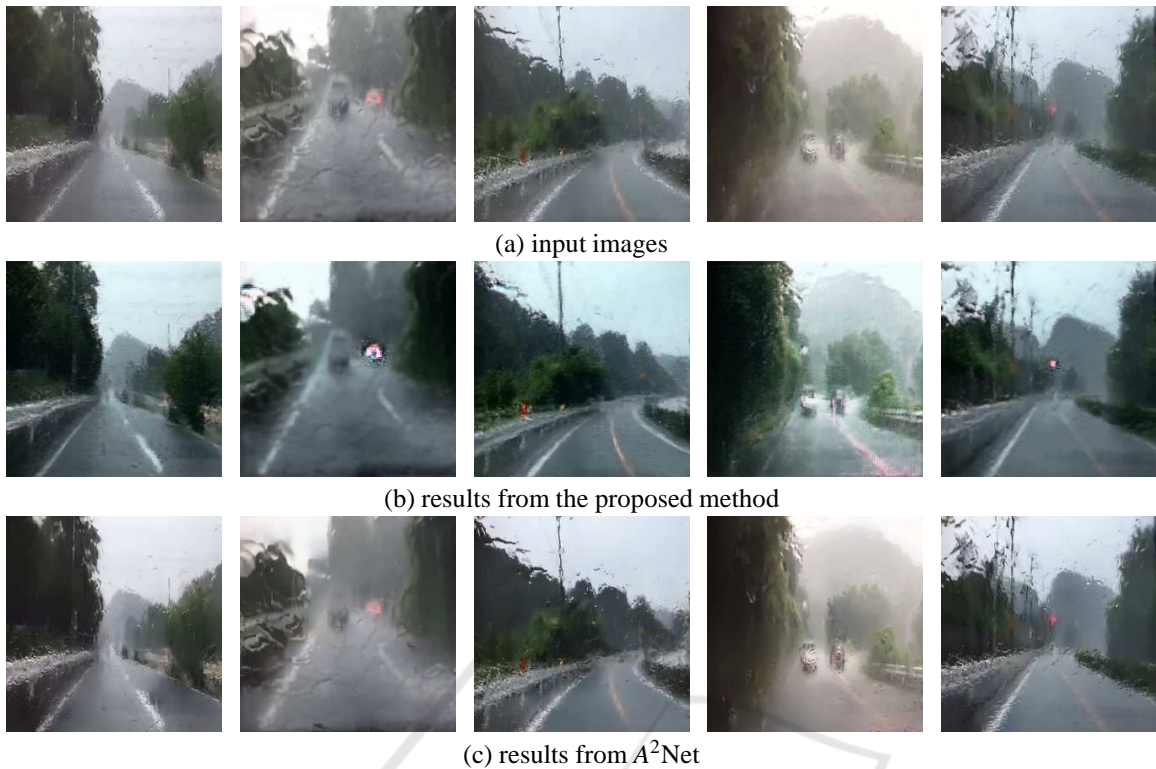 (a) input images
(b) results from the proposed method
(c) results from A²Net